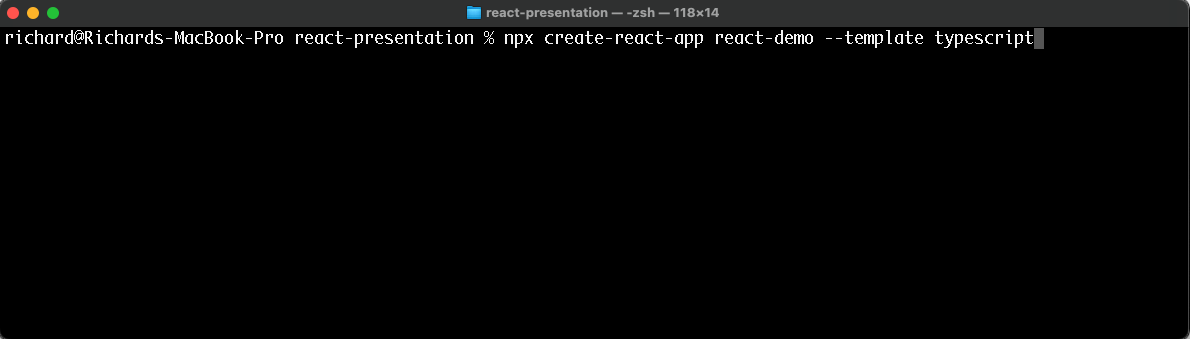 react-presentation — -zsh — 118×14
richard@Richards-MacBook-Pro react-presentation % npx create-react-app react-demo --template typescript